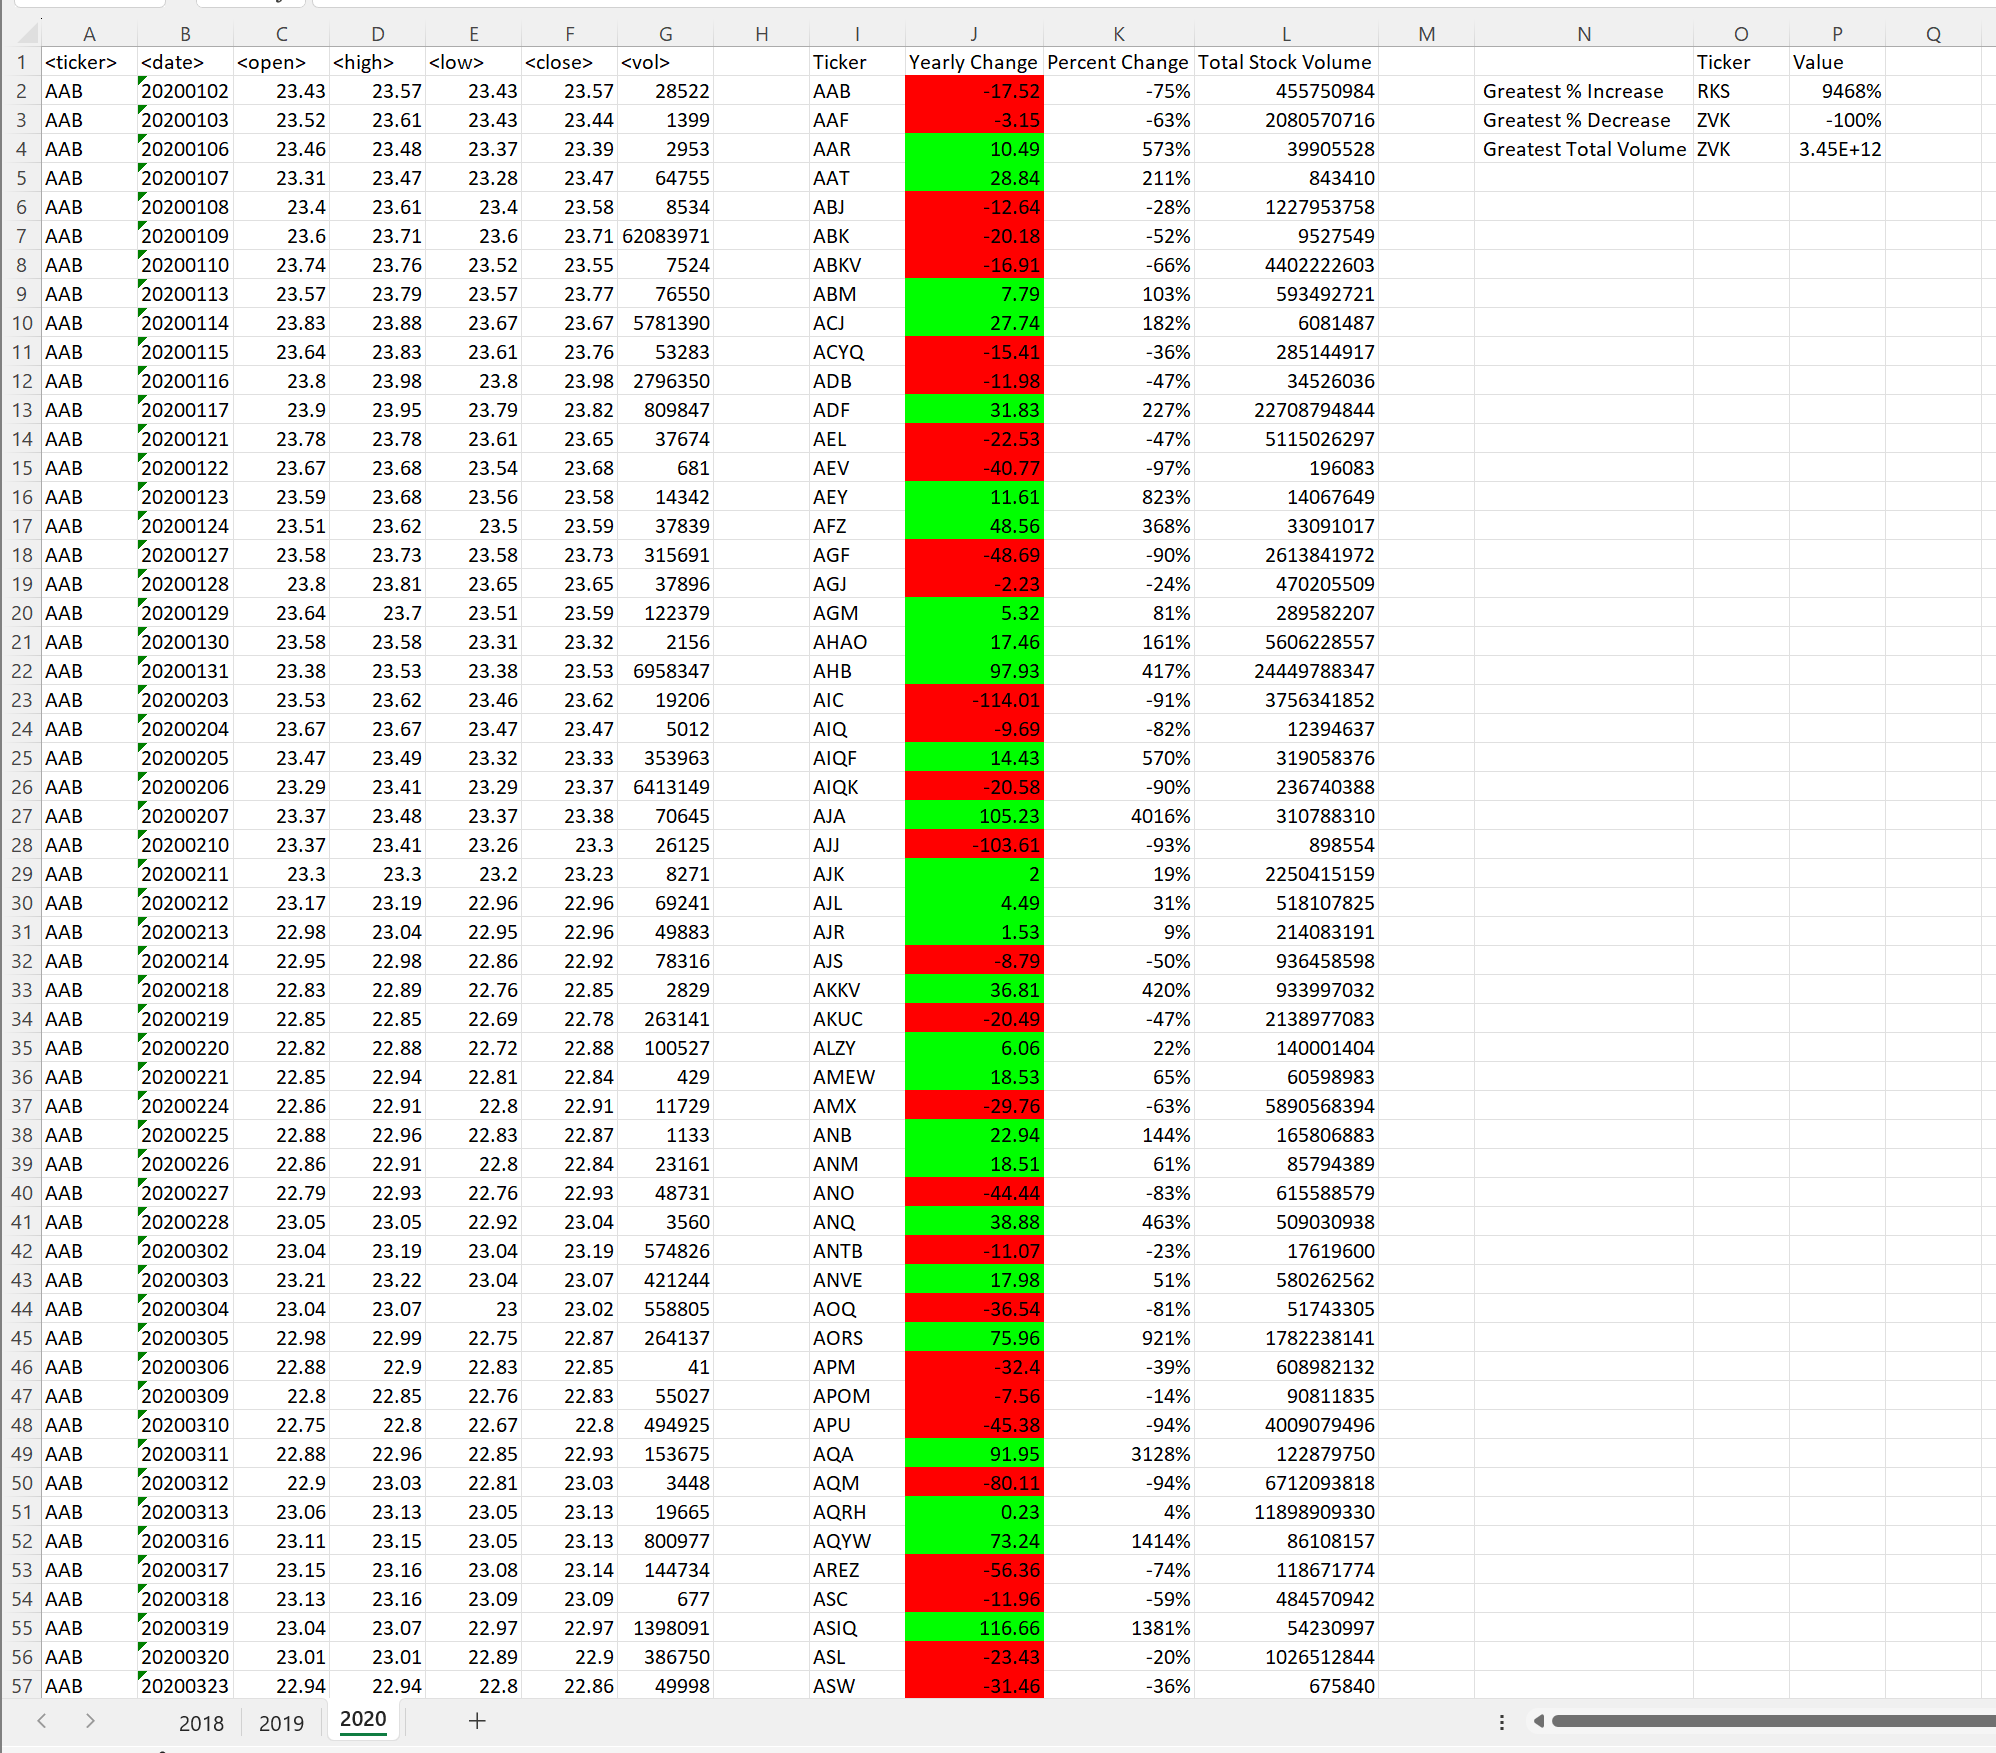 A B C D E F G H I J K L M N O P Q
1 <ticker> <date> <open> <high> <low> <close> <vol> Ticker Yearly Change Percent Change Total Stock Volume Ticker Value
2 AAB 20200102 23.43 23.57 23.43 23.57 28522 AAB -17.52 -75% 455750984 Greatest % Increase RKS 9468%
3 AAB 20200103 23.52 23.61 23.43 23.44 1399 AAF -3.15 -63% 2080570716 Greatest % Decrease ZVK -100%
4 AAB 20200106 23.46 23.48 23.37 23.39 2953 AAR 10.49 573% 39905528 Greatest Total Volume ZVK 3.45E+12
5 AAB 20200107 23.31 23.47 23.28 23.47 64755 AAT 28.84 211% 843410
6 AAB 20200108 23.4 23.61 23.4 23.58 8534 ABJ -12.64 -28% 1227953758
7 AAB 20200109 23.6 23.71 23.6 23.71 62083971 ABK -20.18 -52% 9527549
8 AAB 20200110 23.74 23.76 23.52 23.55 7524 ABKV -16.91 -66% 4402222603
9 AAB 20200113 23.57 23.79 23.57 23.77 76550 ABM 7.79 103% 593492721
10 AAB 20200114 23.83 23.88 23.67 23.67 5781390 ACJ 27.74 182% 6081487
11 AAB 20200115 23.64 23.83 23.61 23.76 53283 ACYQ -15.41 -36% 285144917
12 AAB 20200116 23.8 23.98 23.8 23.98 2796350 ADB -11.98 -47% 34526036
13 AAB 20200117 23.9 23.95 23.79 23.82 809847 ADF 31.83 227% 22708794844
14 AAB 20200121 23.78 23.78 23.61 23.65 37674 AEL -22.53 -47% 5115026297
15 AAB 20200122 23.67 23.68 23.54 23.68 681 AEV -40.77 -97% 196083
16 AAB 20200123 23.59 23.68 23.56 23.58 14342 AEY 11.61 823% 14067649
17 AAB 20200124 23.51 23.62 23.5 23.59 37839 AFZ 48.56 368% 33091017
18 AAB 20200127 23.58 23.73 23.58 23.73 315691 AGF -48.69 -90% 2613841972
19 AAB 20200128 23.8 23.81 23.65 23.65 37896 AGJ -2.23 -24% 470205509
20 AAB 20200129 23.64 23.7 23.51 23.59 122379 AGM 5.32 81% 289582207
21 AAB 20200130 23.58 23.58 23.31 23.32 2156 AHAO 17.46 161% 5606228557
22 AAB 20200131 23.38 23.53 23.38 23.53 6958347 AHB 97.93 417% 24449788347
23 AAB 20200203 23.53 23.62 23.46 23.62 19206 AIC -114.01 -91% 3756341852
24 AAB 20200204 23.67 23.67 23.47 23.47 5012 AIQ -9.69 -82% 12394637
25 AAB 20200205 23.47 23.49 23.32 23.33 353963 AIQF 14.43 570% 319058376
26 AAB 20200206 23.29 23.41 23.29 23.37 6413149 AIQK -20.58 -90% 236740388
27 AAB 20200207 23.37 23.48 23.37 23.38 70645 AJA 105.23 4016% 310788310
28 AAB 20200210 23.37 23.41 23.26 23.3 26125 AJJ -103.61 -93% 898554
29 AAB 20200211 23.3 23.3 23.2 23.23 8271 AJK 2 19% 2250415159
30 AAB 20200212 23.17 23.19 22.96 22.96 69241 AJL 4.49 31% 518107825
31 AAB 20200213 22.98 23.04 22.95 22.96 49883 AJR 1.53 9% 214083191
32 AAB 20200214 22.95 22.98 22.86 22.92 78316 AJS -8.79 -50% 936458598
33 AAB 20200218 22.83 22.89 22.76 22.85 2829 AKKV 36.81 420% 933997032
34 AAB 20200219 22.85 22.85 22.69 22.78 263141 AKUC -20.49 -47% 2138977083
35 AAB 20200220 22.82 22.88 22.72 22.88 100527 ALZY 6.06 22% 140001404
36 AAB 20200221 22.85 22.94 22.81 22.84 429 AMEW 18.53 65% 60598983
37 AAB 20200224 22.86 22.91 22.8 22.91 11729 AMX -29.76 -63% 5890568394
38 AAB 20200225 22.88 22.96 22.83 22.87 1133 ANB 22.94 144% 165806883
39 AAB 20200226 22.86 22.91 22.8 22.84 23161 ANM 18.51 61% 85794389
40 AAB 20200227 22.79 22.93 22.76 22.93 48731 ANO -44.44 -83% 615588579
41 AAB 20200228 23.05 23.05 22.92 23.04 3560 ANQ 38.88 463% 509030938
42 AAB 20200302 23.04 23.19 23.04 23.19 574826 ANTB -11.07 -23% 17619600
43 AAB 20200303 23.21 23.22 23.04 23.07 421244 ANVE 17.98 51% 580262562
44 AAB 20200304 23.04 23.07 23 23.02 558805 AOQ -36.54 -81% 51743305
45 AAB 20200305 22.98 22.99 22.75 22.87 264137 AORS 75.96 921% 1782238141
46 AAB 20200306 22.88 22.9 22.83 22.85 41 APM -32.4 -39% 608982132
47 AAB 20200309 22.8 22.85 22.76 22.83 55027 APOM -7.56 -14% 90811835
48 AAB 20200310 22.75 22.8 22.67 22.8 494925 APU -45.38 -94% 4009079496
49 AAB 20200311 22.88 22.96 22.85 22.93 153675 AQA 91.95 3128% 122879750
50 AAB 20200312 22.9 23.03 22.81 23.03 3448 AQM -80.11 -94% 6712093818
51 AAB 20200313 23.06 23.13 23.05 23.13 19665 AQRH 0.23 4% 11898909330
52 AAB 20200316 23.11 23.15 23.05 23.13 800977 AQYW 73.24 1414% 86108157
53 AAB 20200317 23.15 23.16 23.08 23.14 144734 AREZ -56.36 -74% 118671774
54 AAB 20200318 23.13 23.16 23.09 23.09 677 ASC -11.96 -59% 484570942
55 AAB 20200319 23.04 23.07 22.97 22.97 1398091 ASIQ 116.66 1381% 54230997
56 AAB 20200320 23.01 23.01 22.89 22.9 386750 ASL -23.43 -20% 1026512844
57 AAB 20200323 22.94 22.94 22.8 22.86 49998 ASW -31.46 -36% 675840
2018 2019 2020